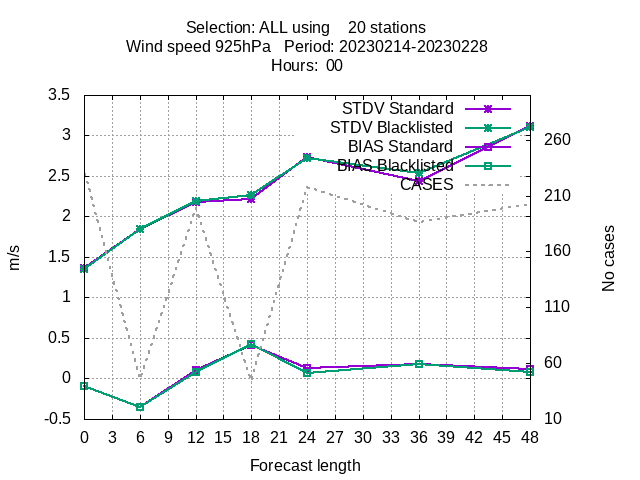 Selection: ALL using    20 stations
Wind speed 925hPa   Period: 20230214-20230228
Hours:  00
STDV Standard
STDV Blacklisted
BIAS Standard
BIAS Blacklisted
CASES
3.5
3
2.5
2
1.5
1
0.5
0
-0.5
m/s
260
210
160
110
60
10
No cases
0 3 6 9 12 15 18 21 24 27 30 33 36 39 42 45 48
Forecast length